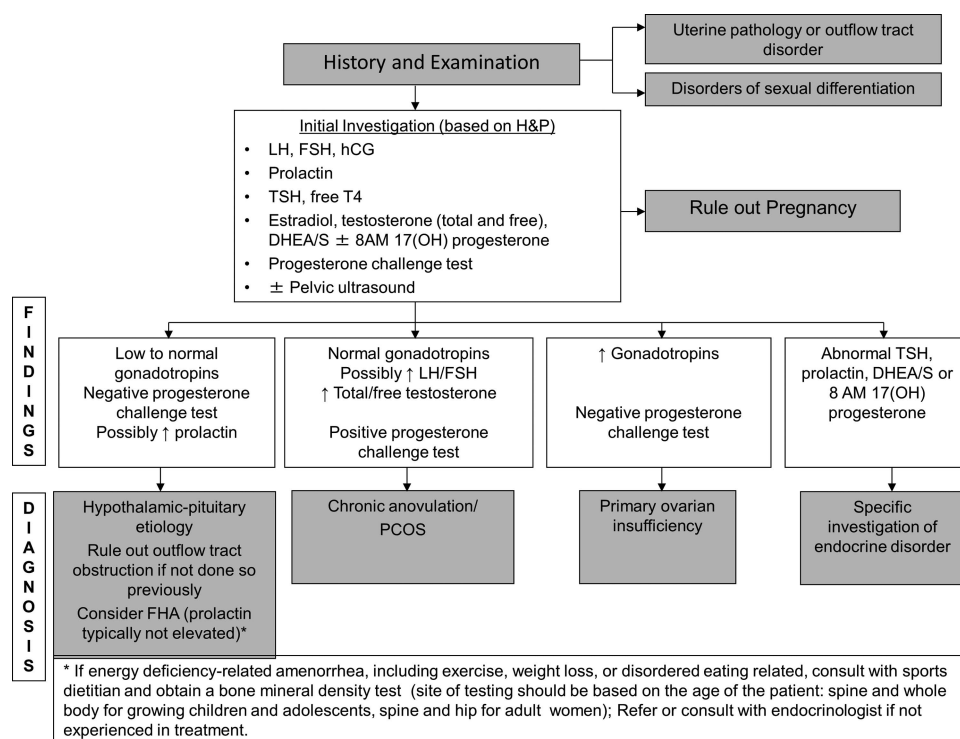 History and Examination
Uterine pathology or outflow tract
disorder
Disorders of sexual differentiation
Initial Investigation (based on H&P)
• LH, FSH, hCG
• Prolactin
• TSH, free T4
• Estradiol, testosterone (total and free),
DHEA/S ± 8AM 17(OH) progesterone
• Progesterone challenge test
• ± Pelvic ultrasound
Rule out Pregnancy
FINDINGS
Low to normal
gonadotropins
Negative progesterone
challenge test
Possibly ↑ prolactin
Normal gonadotropins
Possibly ↑ LH/FSH
↑ Total/free testosterone
Positive progesterone
challenge test
↑ Gonadotropins
Negative progesterone
challenge test
Abnormal TSH,
prolactin, DHEA/S or
8 AM 17(OH)
progesterone
DIAGNOSIS
Hypothalamic-pituitary
etiology
Rule out outflow tract
obstruction if not done so
previously
Consider FHA (prolactin
typically not elevated)*
Chronic anovulation/
PCOS
Primary ovarian
insufficiency
Specific
investigation of
endocrine disorder
* If energy deficiency-related amenorrhea, including exercise, weight loss, or disordered eating related, consult with sports
dietitian and obtain a bone mineral density test (site of testing should be based on the age of the patient: spine and whole
body for growing children and adolescents, spine and hip for adult women); Refer or consult with endocrinologist if not
experienced in treatment.